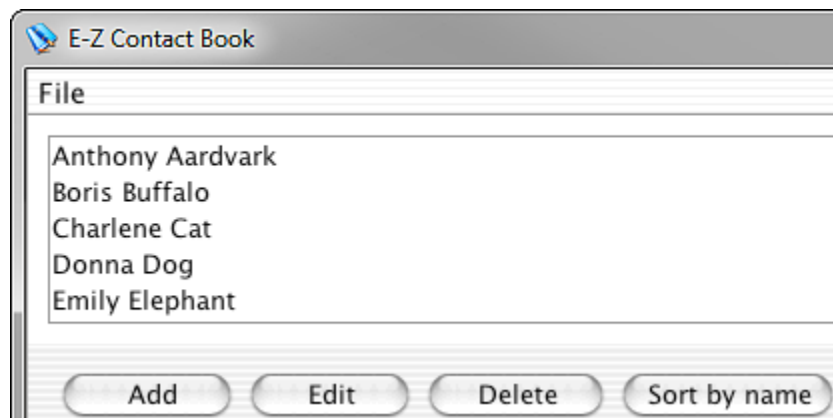 E-Z Contact Book
File
Anthony Aardvark
Boris Buffalo
Charlene Cat
Donna Dog
Emily Elephant
Add Edit Delete Sort by name